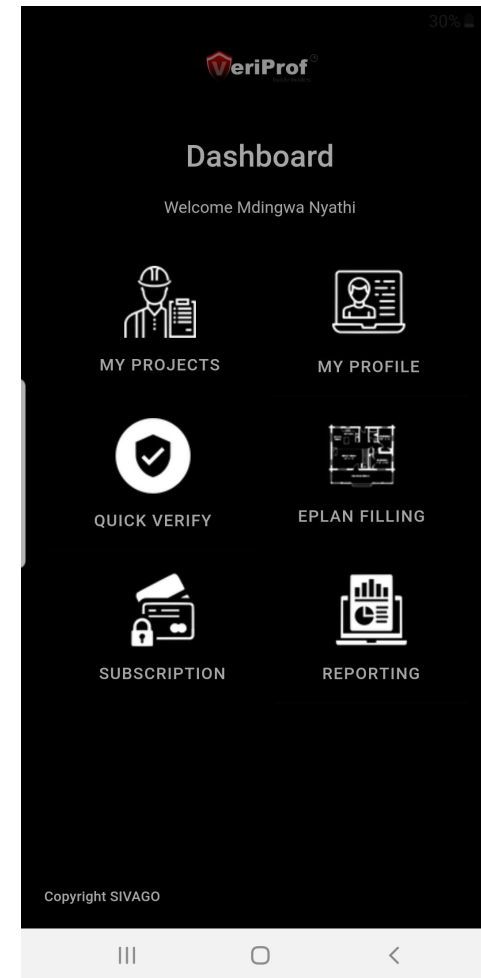 30%
VeriProf
Dashboard
Welcome Mdingwa Nyathi
MY PROJECTS
MY PROFILE
QUICK VERIFY
EPLAN FILLING
SUBSCRIPTION
REPORTING
Copyright SIVAGO